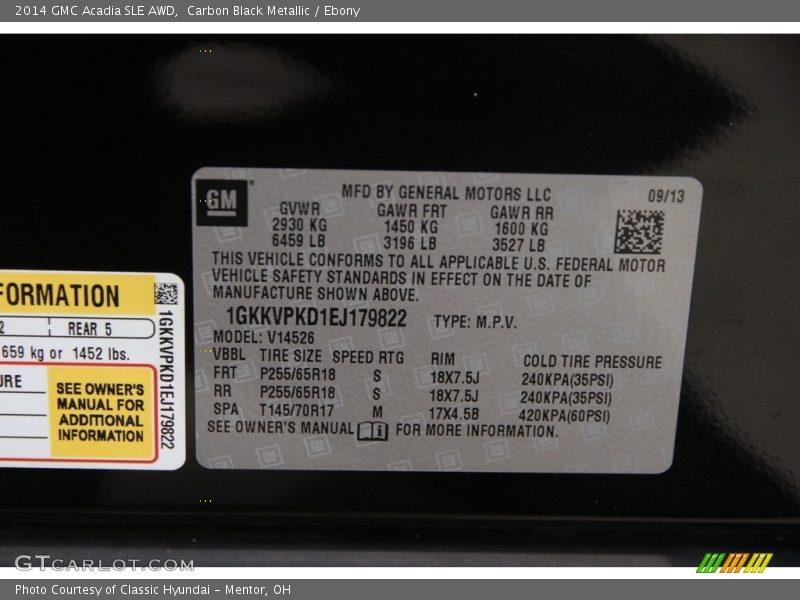 2014 GMC Acadia SLE AWD,  Carbon Black Metallic / Ebony
GM
MFD BY GENERAL MOTORS LLC
09/13
GVWR GAWR FRT GAWR RR
2930 KG 1450 KG 1600 KG
6459 LB 3196 LB 3527 LB
THIS VEHICLE CONFORMS TO ALL APPLICABLE U.S. FEDERAL MOTOR
VEHICLE SAFETY STANDARDS IN EFFECT ON THE DATE OF
MANUFACTURE SHOWN ABOVE.
1GKKVPKD1EJ179822 TYPE: M.P.V.
MODEL: V14526
VBBL TIRE SIZE SPEED RTG RIM COLD TIRE PRESSURE
FRT P255/65R18 S 18X7.5J 240KPA(35PSI)
RR P255/65R18 S 18X7.5J 240KPA(35PSI)
SPA T145/70R17 M 17X4.5B 420KPA(60PSI)
SEE OWNER'S MANUAL FOR MORE INFORMATION.
FORMATION
2 REAR 5
659 kg or 1452 lbs.
URE
SEE OWNER'S
MANUAL FOR
ADDITIONAL
INFORMATION
1GKKVPKD1EJ179822
GTCARLOT.COM
Photo Courtesy of Classic Hyundai - Mentor, OH